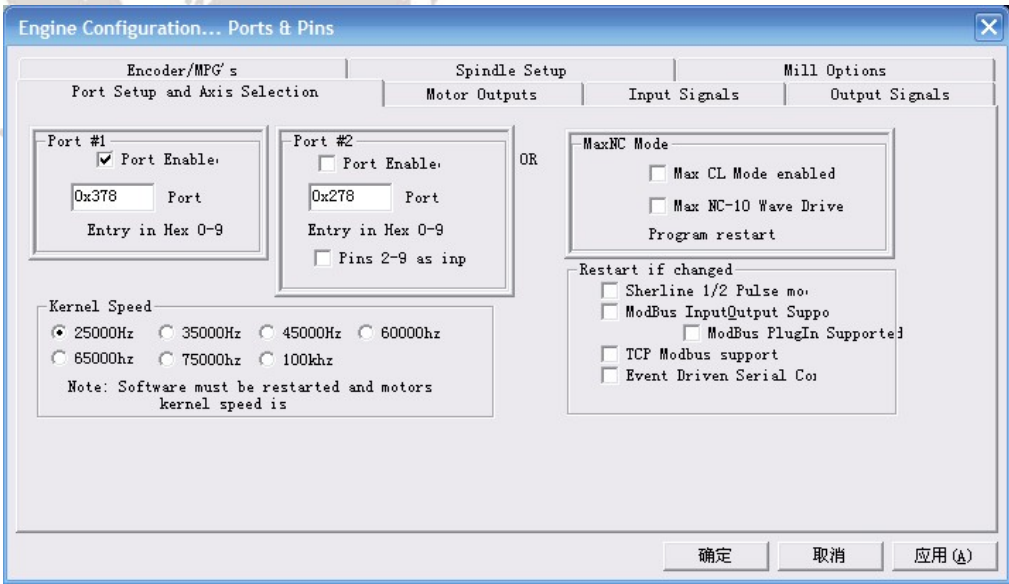 Engine Configuration... Ports & Pins
Encoder/MPG's
Spindle Setup
Mill Options
Port Setup and Axis Selection
Motor Outputs
Input Signals
Output Signals
Port #1
Port Enable
0x378 Port
Entry in Hex 0-9
Port #2
Port Enable
0x278 Port
Entry in Hex 0-9
Pins 2-9 as inp
OR
MaxNC Mode
Max CL Mode enabled
Max NC-10 Wave Drive
Program restart
Restart if changed
Sherline 1/2 Pulse mo
ModBus InputOutput Suppo
ModBus PlugIn Supported
TCP Modbus support
Event Driven Serial Co
Kernel Speed
25000Hz 35000Hz 45000Hz 60000hz
65000hz 75000hz 100khz
Note: Software must be restarted and motors
kernel speed is
确定
取消
应用(A)